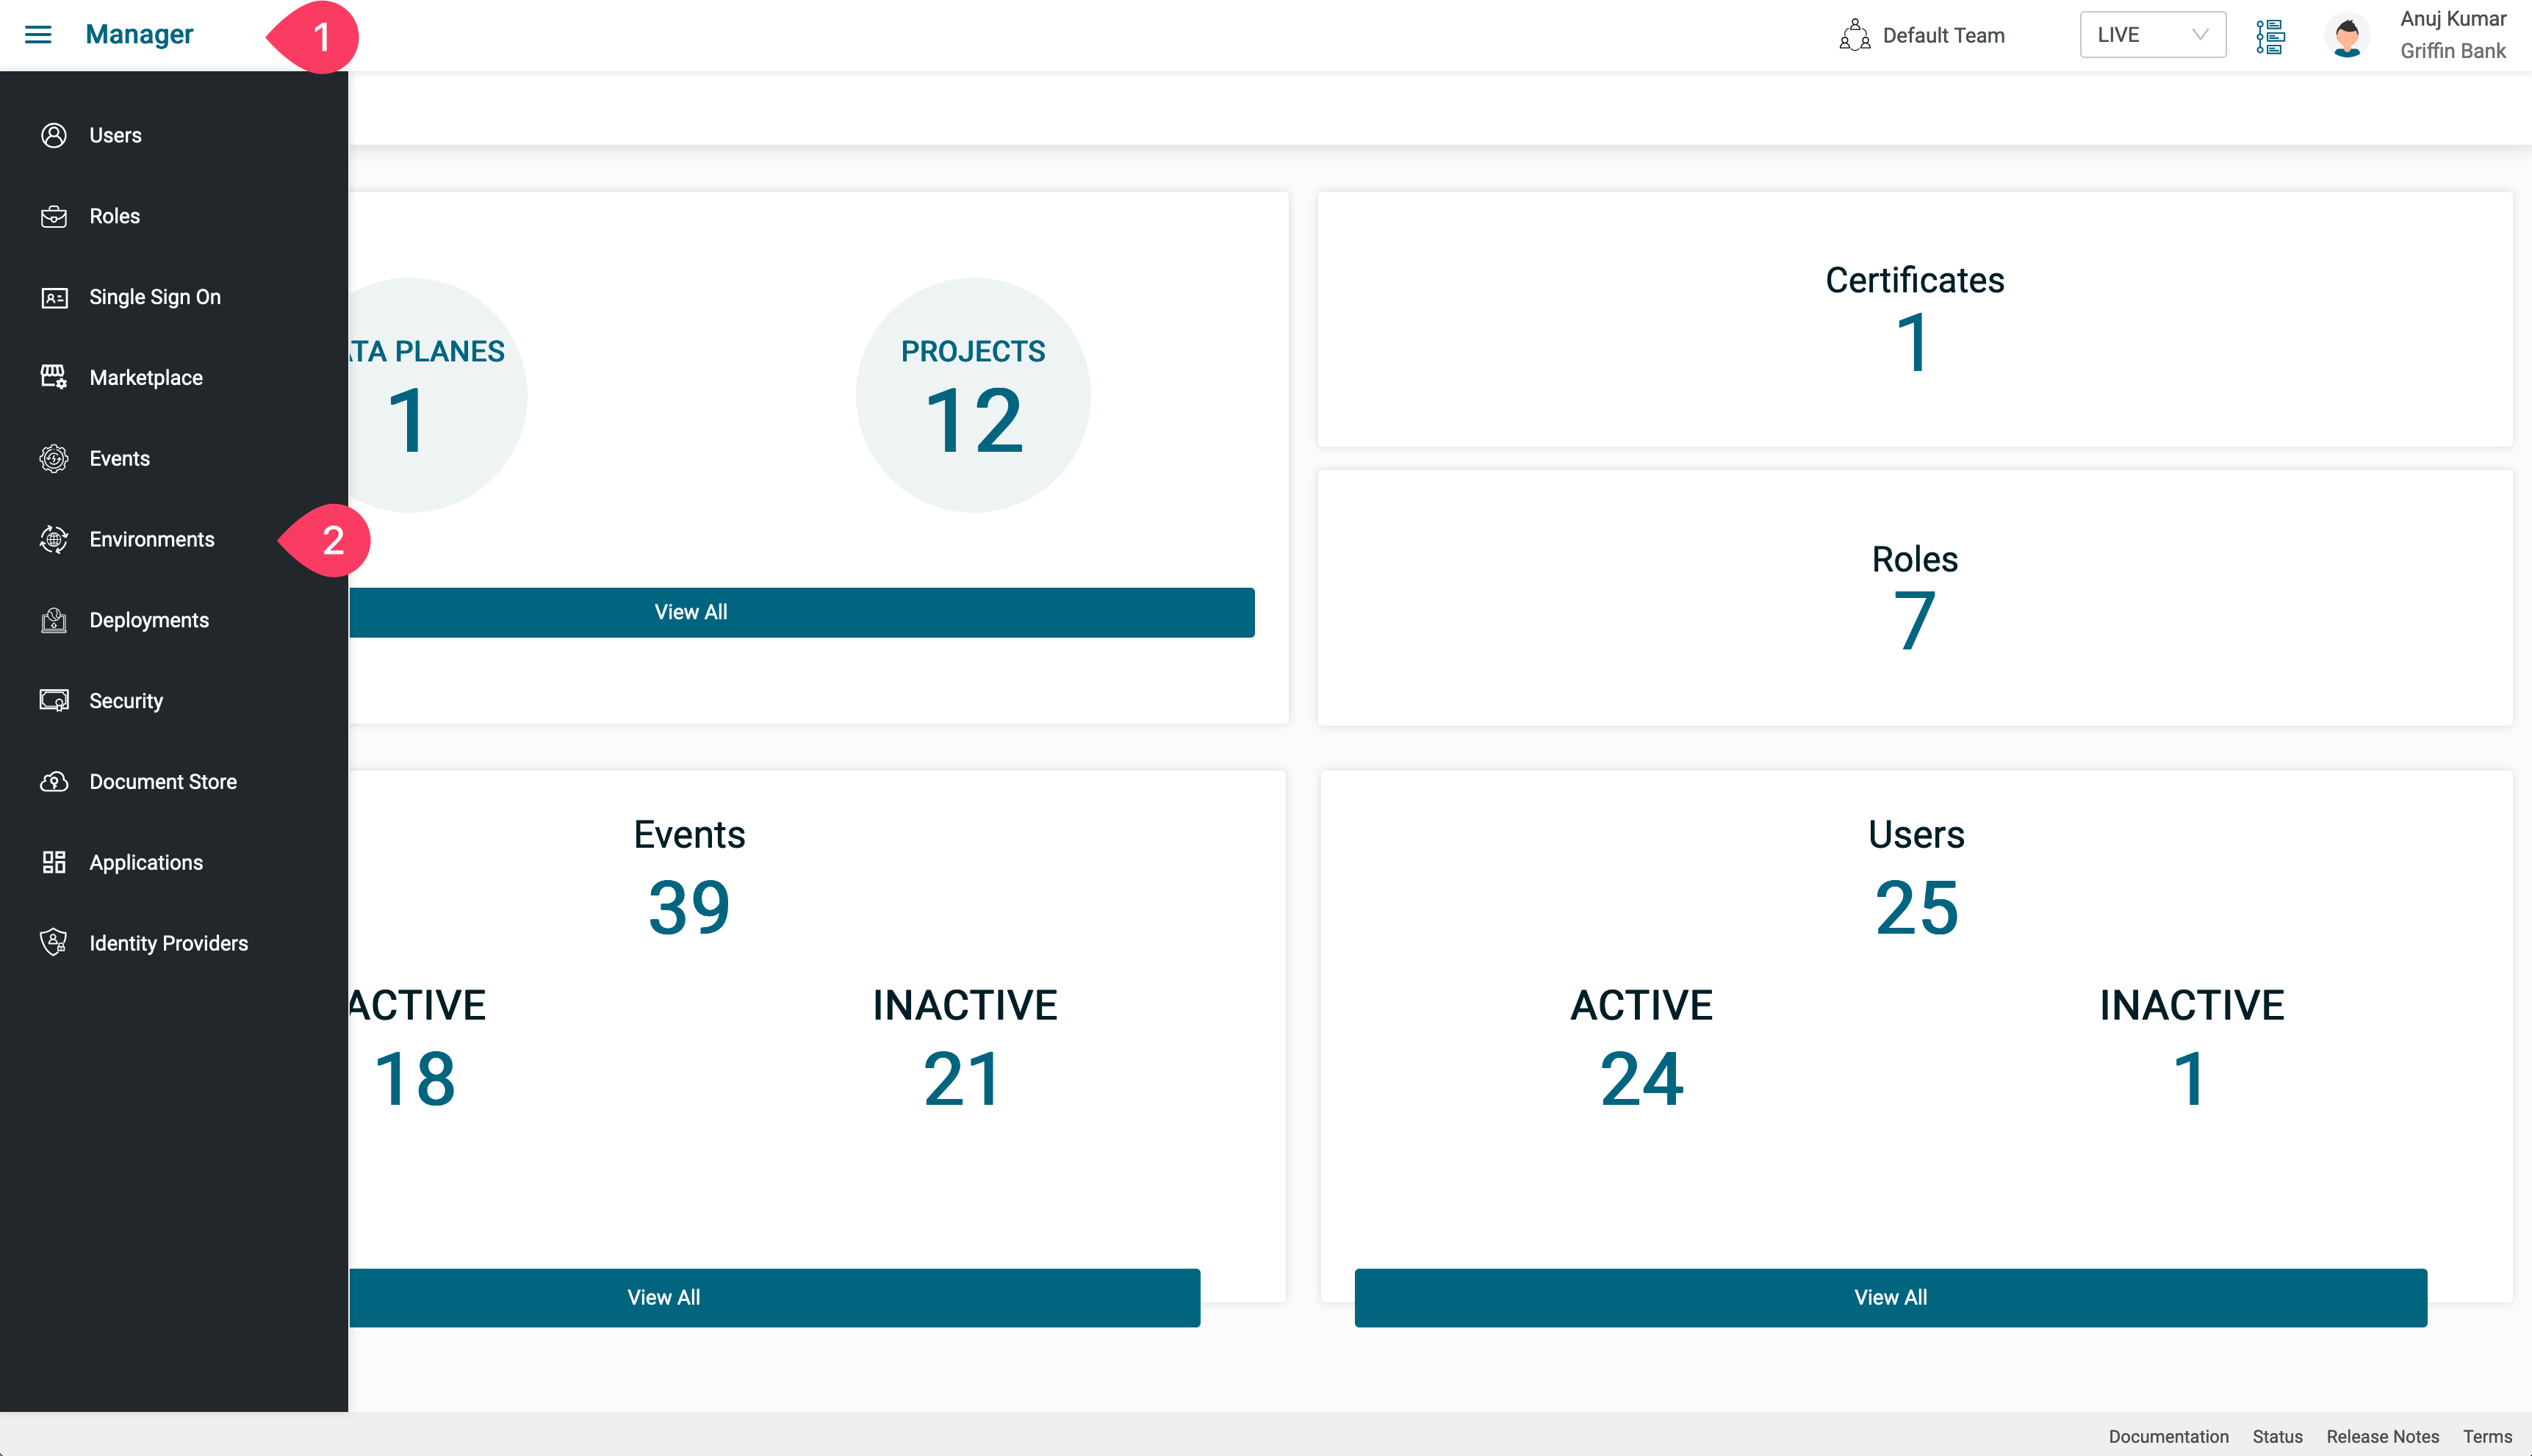 Manager
1
Default Team
LIVE
Anuj Kumar
Griffin Bank
Users
Roles
Single Sign On
Marketplace
Events
Environments
2
Deployments
Security
Document Store
Applications
Identity Providers
TA PLANES
1
PROJECTS
12
View All
Certificates
1
Roles
7
Events
39
ACTIVE
18
INACTIVE
21
View All
Users
25
ACTIVE
24
INACTIVE
1
View All
Documentation Status Release Notes Terms